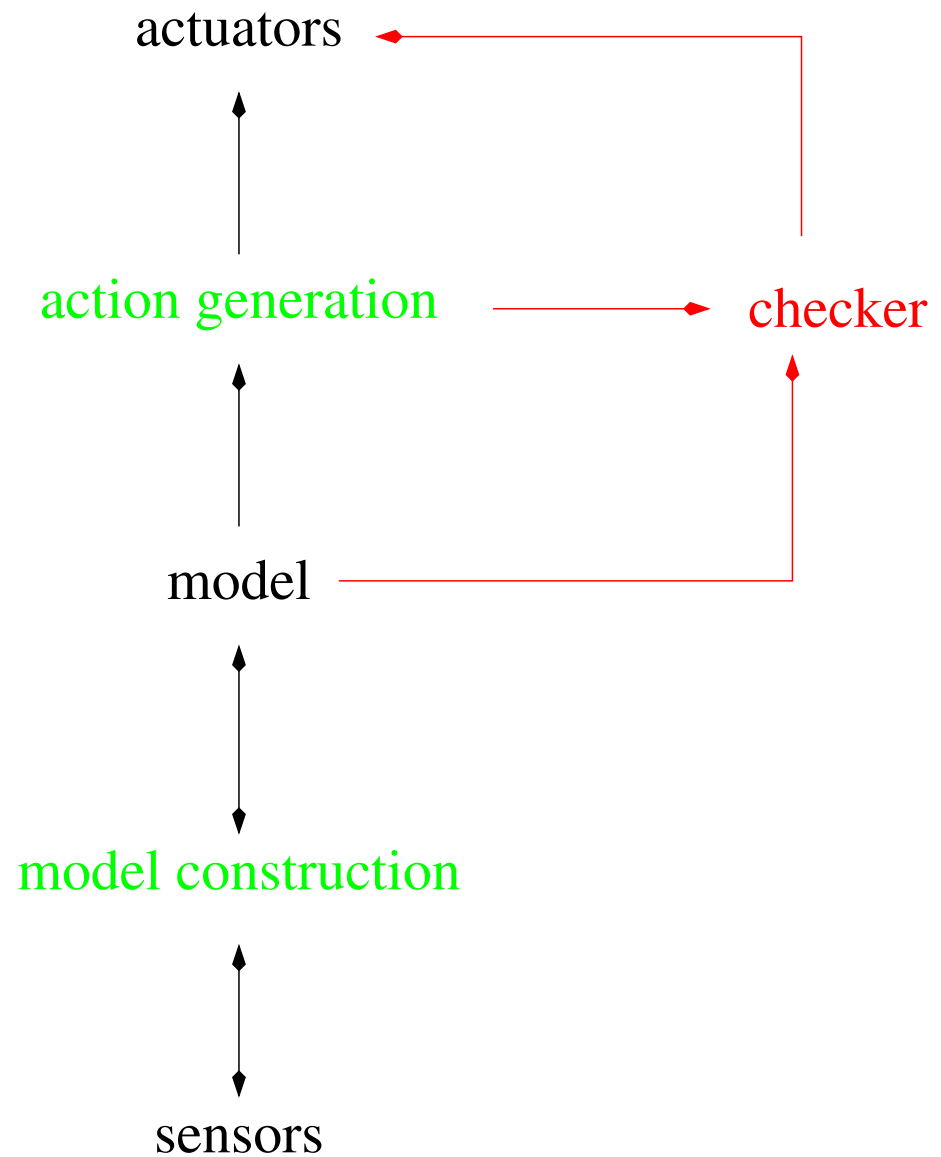 actuators
action generation
checker
model
model construction
sensors